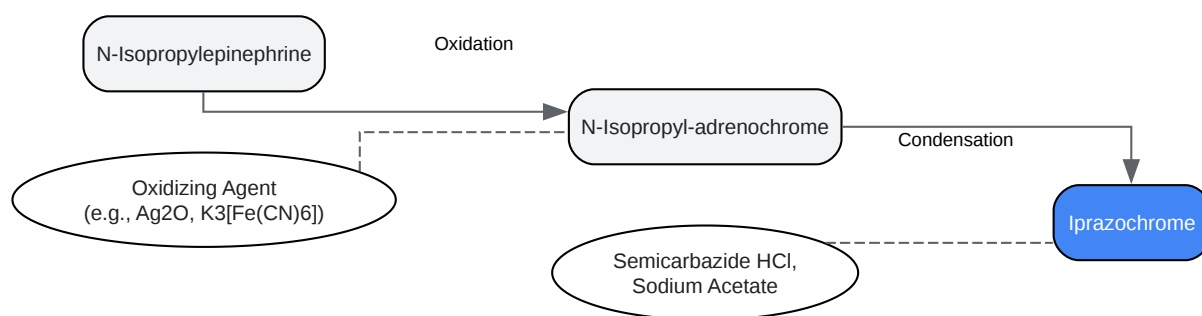 N-Isopropylepinephrine
Oxidation
N-Isopropyl-adrenochrome
Condensation
Oxidizing Agent
(e.g., Ag2O, K3[Fe(CN)6])
Iprazochrome
Semicarbazide HCl,
Sodium Acetate